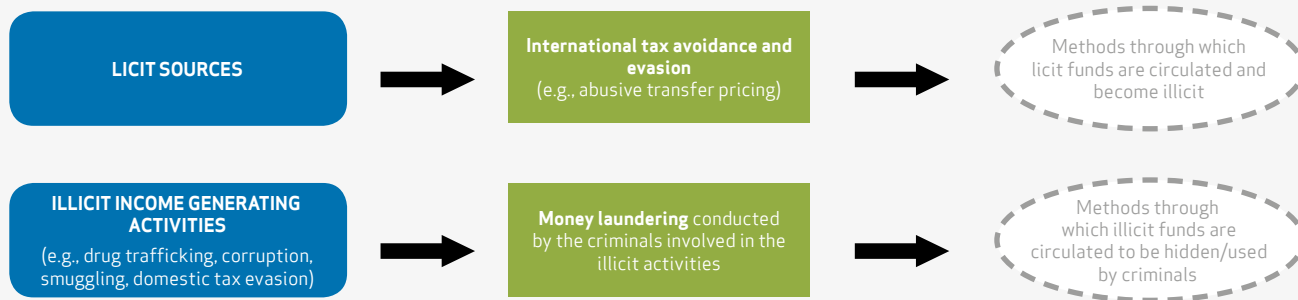 LICIT SOURCES
International tax avoidance and
evasion
(e.g., abusive transfer pricing)
Methods through which
licit funds are circulated and
become illicit
ILLICIT INCOME GENERATING
ACTIVITIES
(e.g., drug trafficking, corruption,
smuggling, domestic tax evasion)
Money laundering conducted
by the criminals involved in the
illicit activities
Methods through
which illicit funds are
circulated to be hidden/used
by criminals